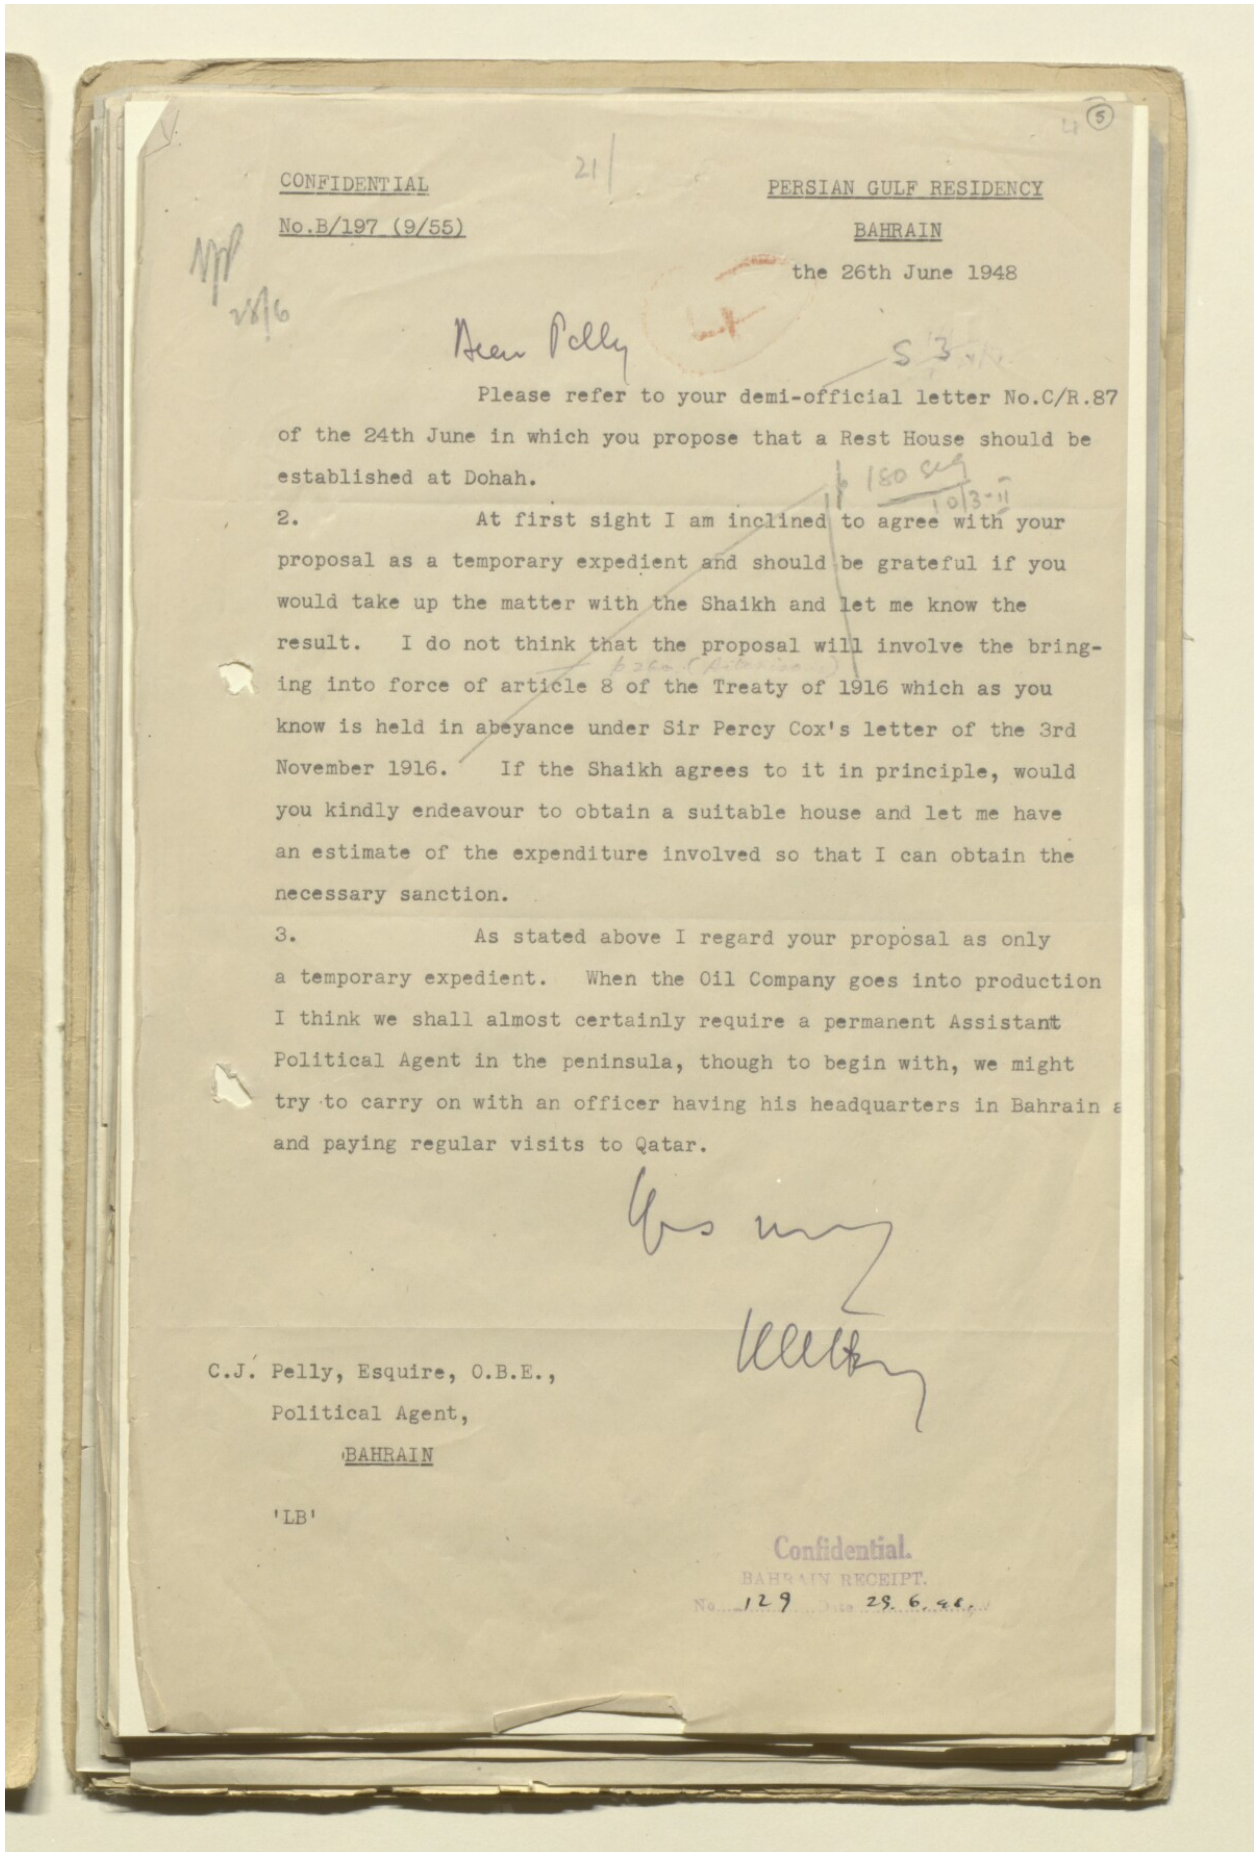 5
21/
CONFIDENTIAL
PERSIAN GULF RESIDENCY
No.B/197 (9/55)
BAHRAIN
the 26th June 1948
28/6
Dear Pelly
S 3
Please refer to your demi-official letter No.C/R.87
of the 24th June in which you propose that a Rest House should be
established at Dohah.
2. At first sight I am inclined to agree with your
proposal as a temporary expedient and should be grateful if you
would take up the matter with the Shaikh and let me know the
result. I do not think that the proposal will involve the bring-
ing into force of article 8 of the Treaty of 1916 which as you
know is held in abeyance under Sir Percy Cox's letter of the 3rd
November 1916. If the Shaikh agrees to it in principle, would
you kindly endeavour to obtain a suitable house and let me have
an estimate of the expenditure involved so that I can obtain the
necessary sanction.
3. As stated above I regard your proposal as only
a temporary expedient. When the Oil Company goes into production
I think we shall almost certainly require a permanent Assistant
Political Agent in the peninsula, though to begin with, we might
try to carry on with an officer having his headquarters in Bahrain a
and paying regular visits to Qatar.
C.J. Pelly, Esquire, O.B.E.,
Political Agent,
BAHRAIN
'LB'
Confidential.
BAHRAIN RECEIPT.
No 129 Date 29.6.48.